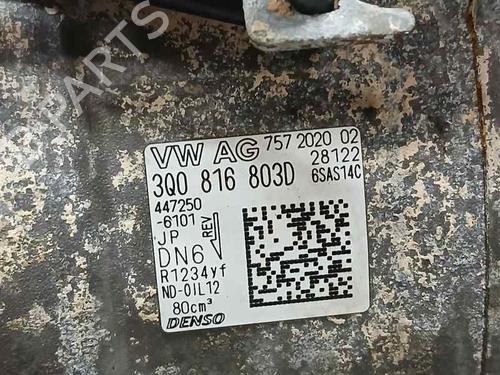 PARTS
VW AG 757 2020 02
28122
3Q0 816 803D 6SAS14C
447250
-6101
JP
REV
DN6
R1234yf
ND-OIL12
80cm³
DENSO